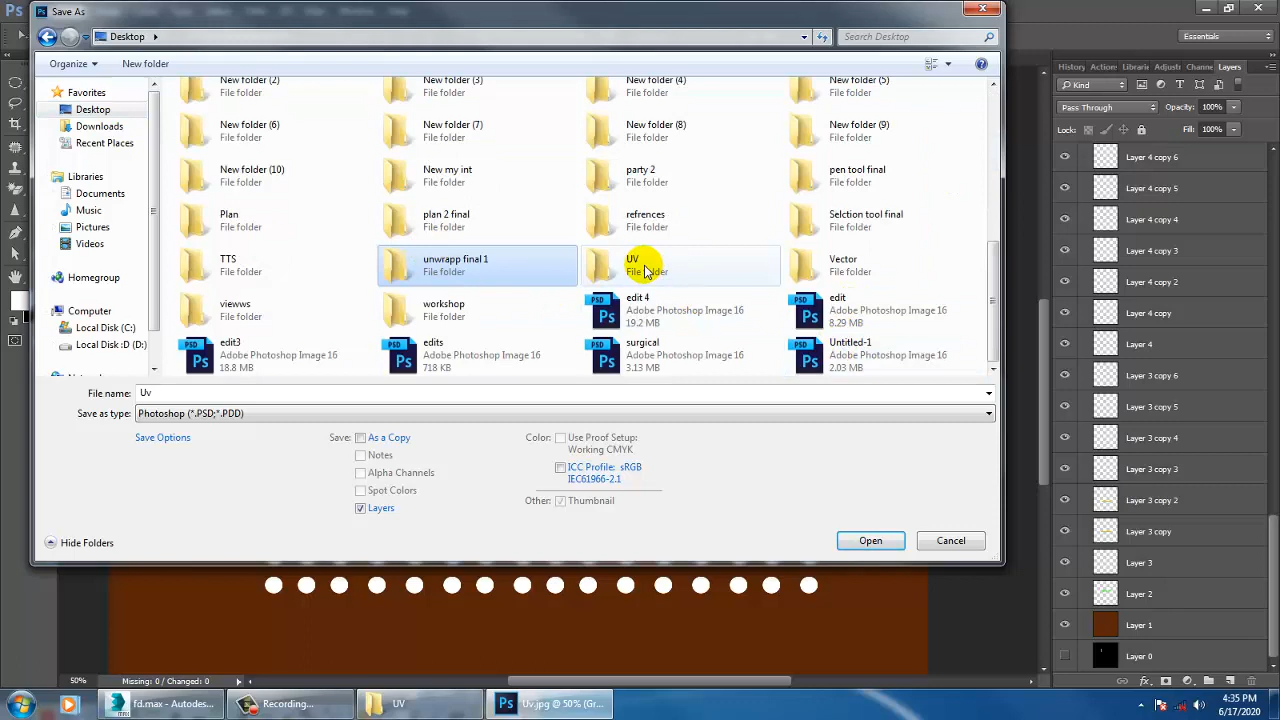 Ps
Save As
Essentials
Desktop
Search Desktop
Organize
New folder
History
Actions
Librarie
Adjustr
Channe
Layers
Favorites
Desktop
Downloads
Recent Places
Libraries
Documents
Music
Pictures
Videos
Homegroup
Computer
Local Disk (C:)
Local Disk :D (D:)
New folder (2)
File folder
New folder (3)
File folder
New folder (4)
File folder
New folder (5)
File folder
New folder (6)
File folder
New folder (7)
File folder
New folder (8)
File folder
New folder (9)
File folder
New folder (10)
File folder
New my int
File folder
party 2
File folder
pen tool final
File folder
Plan
File folder
plan 2 final
File folder
refrences
File folder
Selction tool final
File folder
TTS
File folder
unwrapp final 1
File folder
UV
File folder
Vector
File folder
viewws
File folder
workshop
File folder
edit 4
Adobe Photoshop Image 16
19.2 MB
edit
Adobe Photoshop Image 16
8.29 MB
edit3
Adobe Photoshop Image 16
18.8 MB
edits
Adobe Photoshop Image 16
718 KB
surgical
Adobe Photoshop Image 16
3.13 MB
Untitled-1
Adobe Photoshop Image 16
2.03 MB
File name: Uv
Save as type: Photoshop (*.PSD;*.PDD)
Save Options
Save: As a Copy
Notes
Alpha Channels
Spot Colors
Layers
Color: Use Proof Setup:
Working CMYK
ICC Profile: sRGB
IEC61966-2.1
Other: Thumbnail
Hide Folders
Open
Cancel
Kind
Pass Through
Opacity: 100%
Lock:
Fill: 100%
Layer 4 copy 6
Layer 4 copy 5
Layer 4 copy 4
Layer 4 copy 3
Layer 4 copy 2
Layer 4 copy
Layer 4
Layer 3 copy 6
Layer 3 copy 5
Layer 3 copy 4
Layer 3 copy 3
Layer 3 copy 2
Layer 3 copy
Layer 3
Layer 2
Layer 1
Layer 0
fx
50%
Missing: 0 / Changed: 0
fd.max - Autodes...
Recording...
UV
Uv.jpg @ 50% (Gr...
4:35 PM
6/17/2020